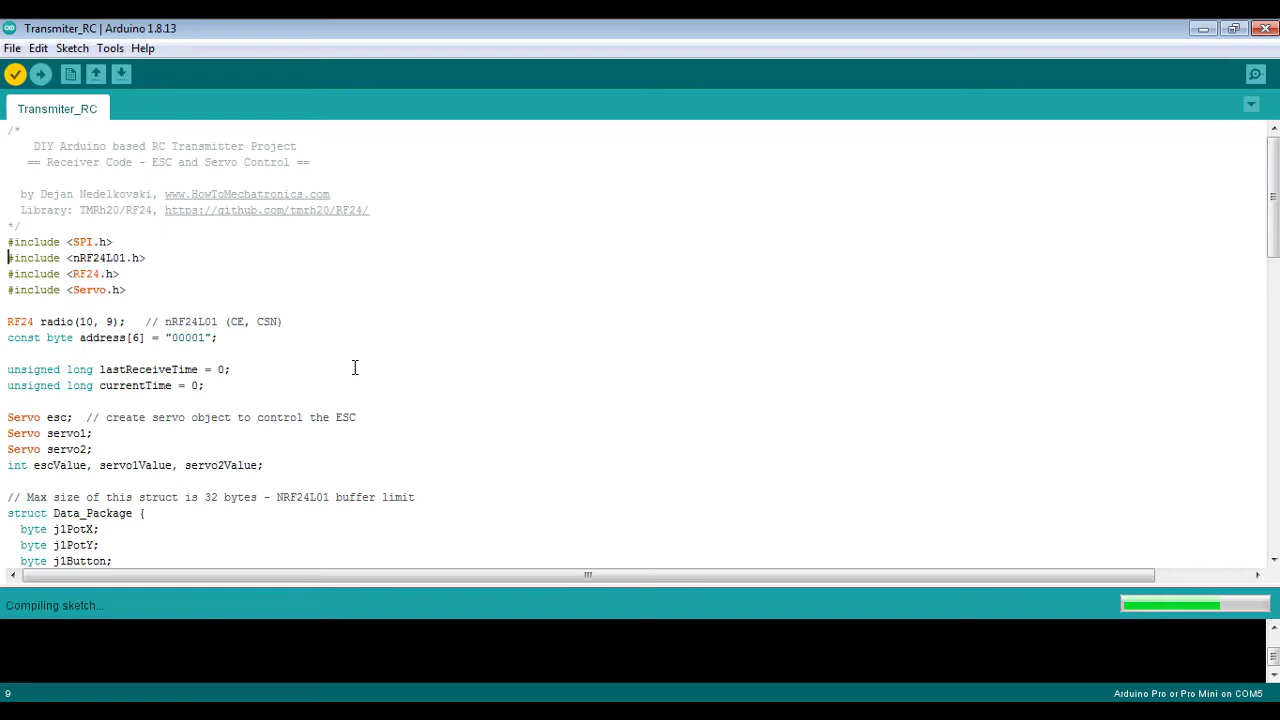 Transmiter_RC | Arduino 1.8.13
File Edit Sketch Tools Help
Transmiter_RC
/*
DIY Arduino based RC Transmitter Project
== Receiver Code - ESC and Servo Control ==
by Dejan Nedelkovski, www.HowToMechatronics.com
Library: TMRh20/RF24, https://github.com/tmrh20/RF24/
*/
#include <SPI.h>
#include <nRF24L01.h>
#include <RF24.h>
#include <Servo.h>
RF24 radio(10, 9);   // nRF24L01 (CE, CSN)
const byte address[6] = "00001";
unsigned long lastReceiveTime = 0;
unsigned long currentTime = 0;
Servo esc;  // create servo object to control the ESC
Servo servo1;
Servo servo2;
int escValue, servo1Value, servo2Value;
// Max size of this struct is 32 bytes - NRF24L01 buffer limit
struct Data_Package {
byte j1PotX;
byte j1PotY;
byte j1Button;
Compiling sketch...
9
Arduino Pro or Pro Mini on COM5